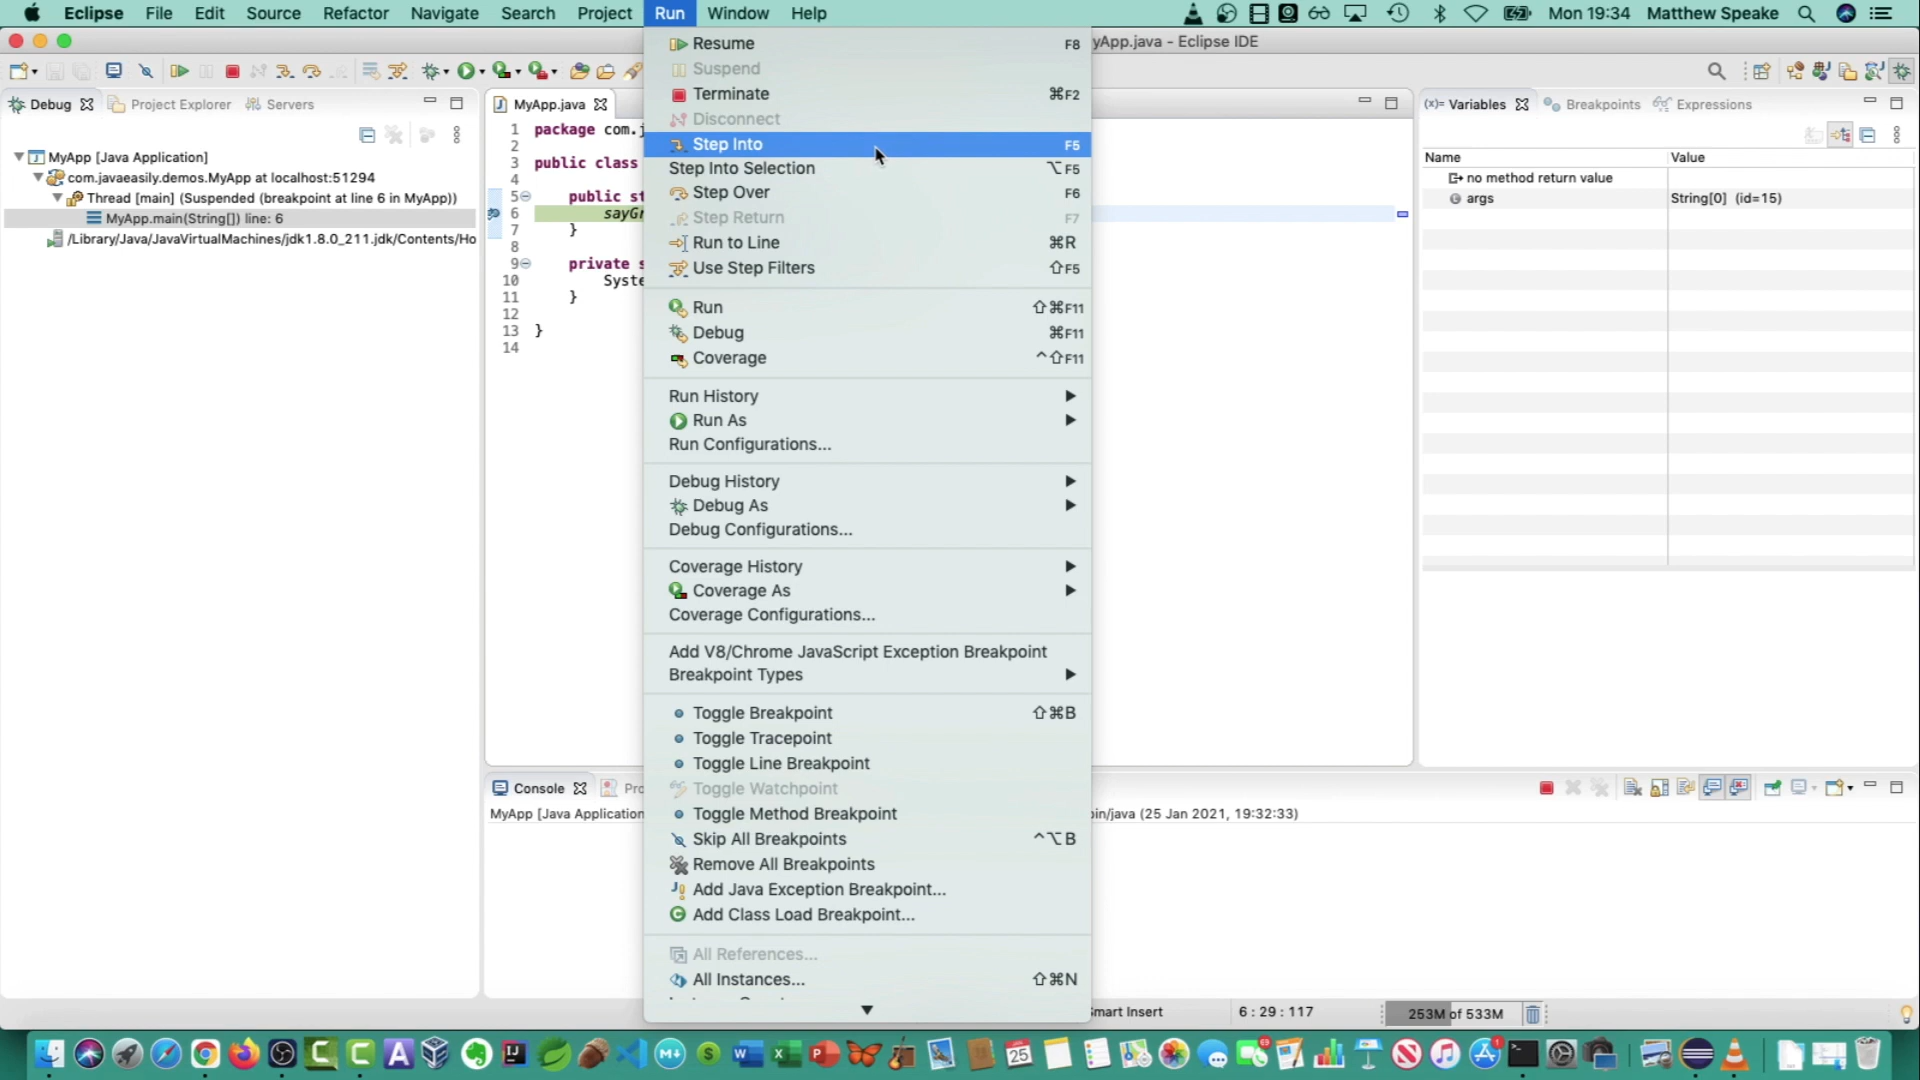 Eclipse File Edit Source Refactor Navigate Search Project Run Window Help Mon 19:34 Matthew Speake
yApp.java - Eclipse IDE
Resume F8
Suspend
Terminate ⌘F2
Disconnect
Step Into F5
Step Into Selection ⌥F5
Step Over F6
Step Return F7
Run to Line ⌘R
Use Step Filters ⇧F5
Run ⇧⌘F11
Debug ⌘F11
Coverage ^⇧F11
Run History
Run As
Run Configurations...
Debug History
Debug As
Debug Configurations...
Coverage History
Coverage As
Coverage Configurations...
Add V8/Chrome JavaScript Exception Breakpoint
Breakpoint Types
Toggle Breakpoint ⇧⌘B
Toggle Tracepoint
Toggle Line Breakpoint
Toggle Watchpoint
Toggle Method Breakpoint
Skip All Breakpoints ^⌥B
Remove All Breakpoints
Add Java Exception Breakpoint...
Add Class Load Breakpoint...
All References...
All Instances... ⇧⌘N
Debug Project Explorer Servers
MyApp [Java Application]
com.javaeasily.demos.MyApp at localhost:51294
Thread [main] (Suspended (breakpoint at line 6 in MyApp))
MyApp.main(String[]) line: 6
/Library/Java/JavaVirtualMachines/jdk1.8.0_211.jdk/Contents/Ho
MyApp.java
1 package com.j
2
3 public class
4
5 public st
6 sayGr
7 }
8
9 private s
10 Syste
11 }
12
13 }
14
(x)= Variables Breakpoints Expressions
Name Value
no method return value
args String[0] (id=15)
Console Pro
MyApp [Java Application in/java (25 Jan 2021, 19:32:33)
Smart Insert 6 : 29 : 117 253M of 533M
25